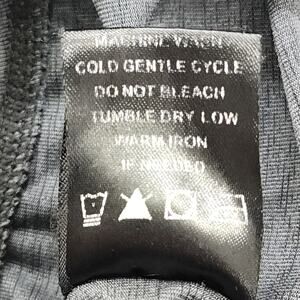 MACHINE WASH
COLD GENTLE CYCLE
DO NOT BLEACH
TUMBLE DRY LOW
WARM IRON
IF NEEDED